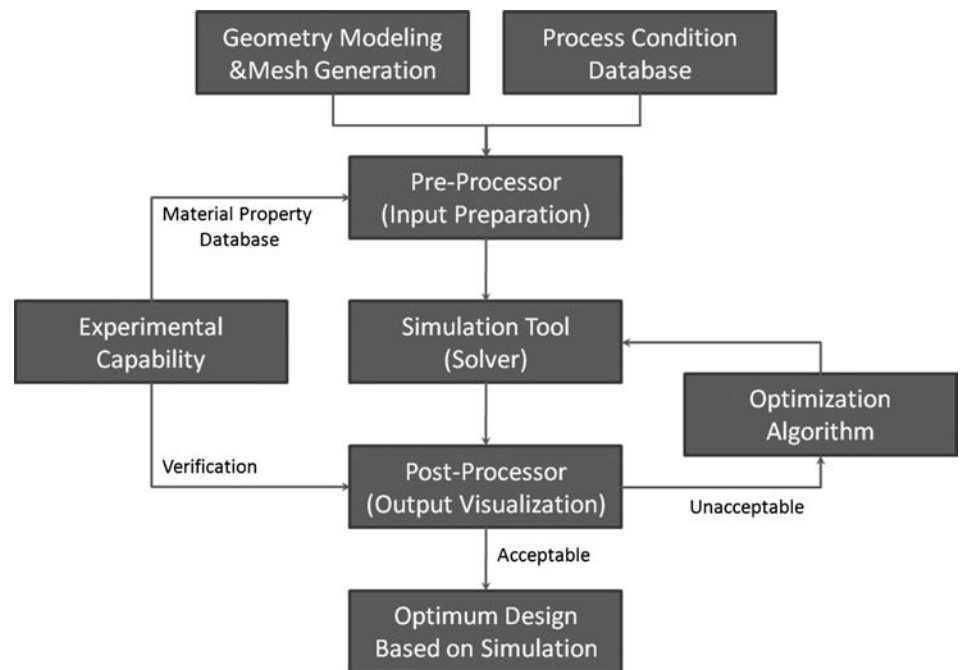 Geometry Modeling
&Mesh Generation
Process Condition
Database
Pre-Processor
(Input Preparation)
Material Property
Database
Experimental
Capability
Simulation Tool
(Solver)
Optimization
Algorithm
Verification
Post-Processor
(Output Visualization)
Unacceptable
Acceptable
Optimum Design
Based on Simulation